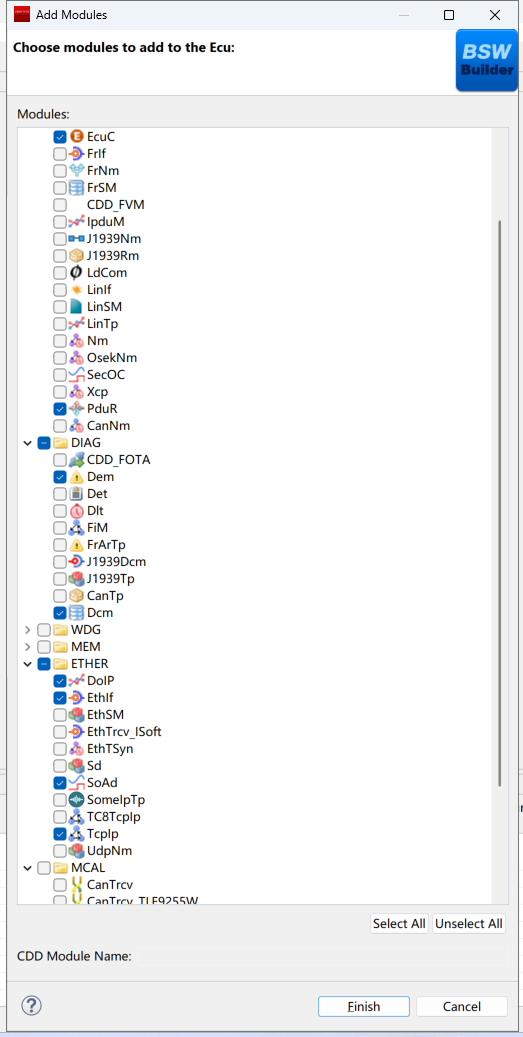 Add Modules
Choose modules to add to the Ecu:
BSW
Builder
Modules:
EcuC
FrIf
FrNm
FrSM
CDD_FVM
IpduM
J1939Nm
J1939Rm
LdCom
LinIf
LinSM
LinTp
Nm
OsekNm
SecOC
Xcp
PduR
CanNm
DIAG
CDD_FOTA
Dem
Det
Dlt
FiM
FrArTp
J1939Dcm
J1939Tp
CanTp
Dcm
WDG
MEM
ETHER
DoIP
EthIf
EthSM
EthTrcv_ISoft
EthTSyn
Sd
SoAd
SomeIpTp
TC8TcpIp
TcpIp
UdpNm
MCAL
CanTrcv
CanTrcv_TLE9255W
Select All Unselect All
CDD Module Name:
Finish Cancel